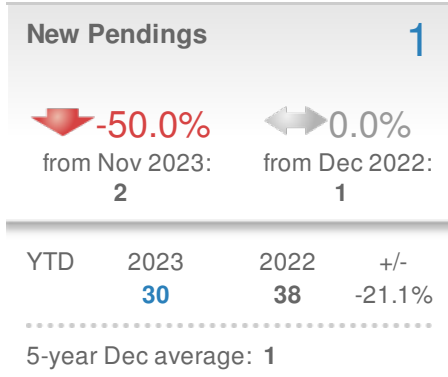 New Pendings 1
-50.0% 0.0%
from Nov 2023: from Dec 2022:
2 1
YTD 2023 2022 +/-
30 38 -21.1%
5-year Dec average: 1